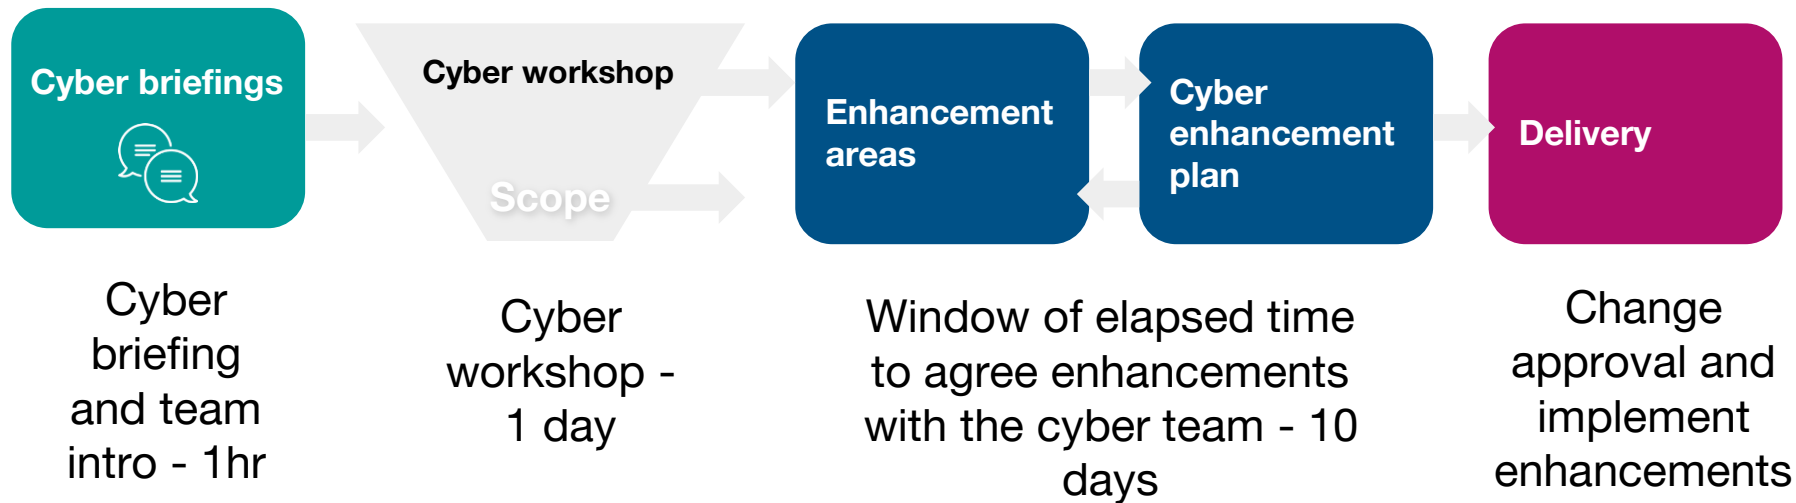 Cyber briefings
Cyber workshop
Scope
Enhancement
areas
Cyber
enhancement
plan
Delivery
Cyber
briefing
and team
intro - 1hr
Cyber
workshop -
1 day
Window of elapsed time
to agree enhancements
with the cyber team - 10
days
Change
approval and
implement
enhancements